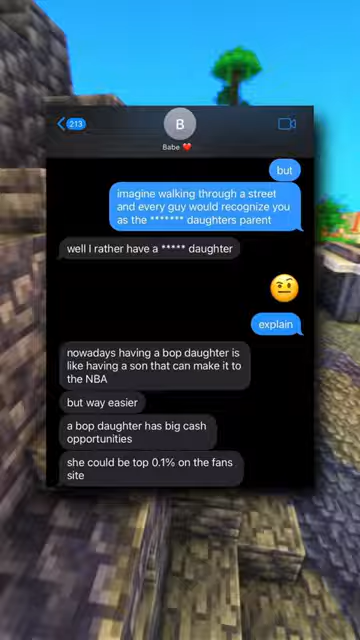 213
B
Babe ❤️
but
imagine walking through a street
and every guy would recognize you
as the ******* daughters parent
well I rather have a ***** daughter
🤨
explain
nowadays having a bop daughter is
like having a son that can make it to
the NBA
but way easier
a bop daughter has big cash
opportunities
she could be top 0.1% on the fans
site